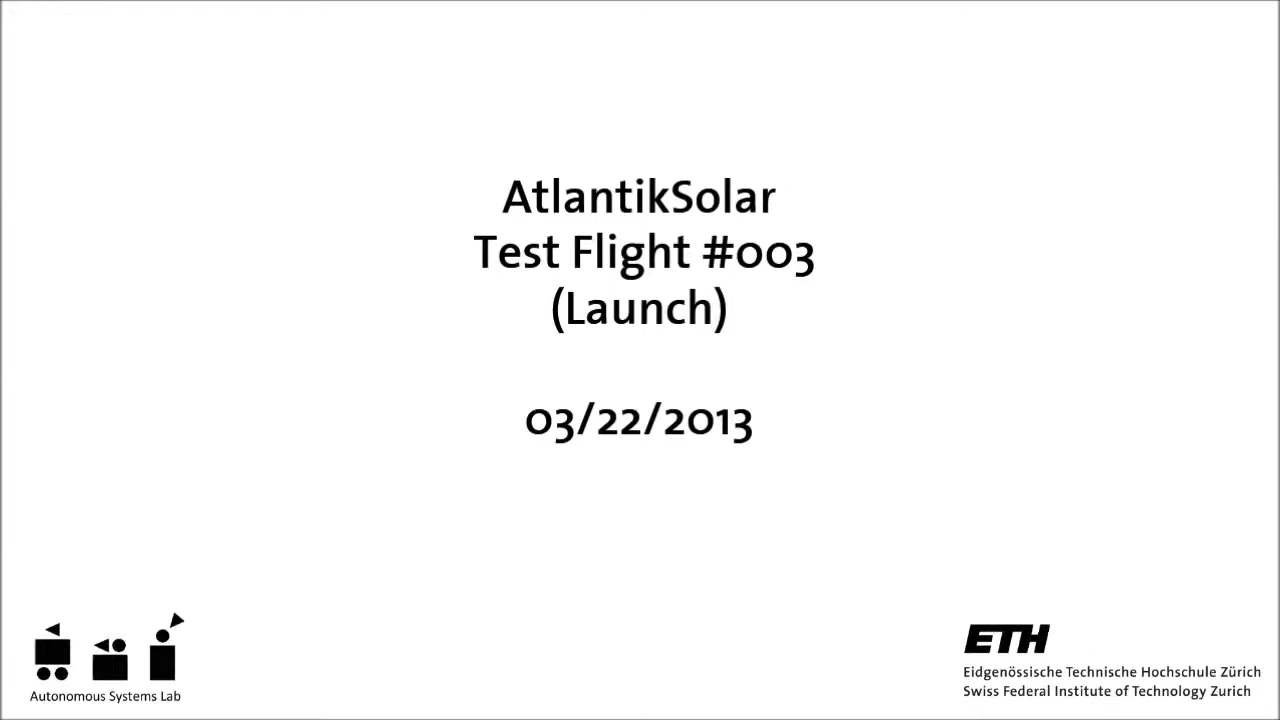 AtlantikSolar
Test Flight #003
(Launch)
03/22/2013
Autonomous Systems Lab
ETH
Eidgenössische Technische Hochschule Zürich
Swiss Federal Institute of Technology Zurich